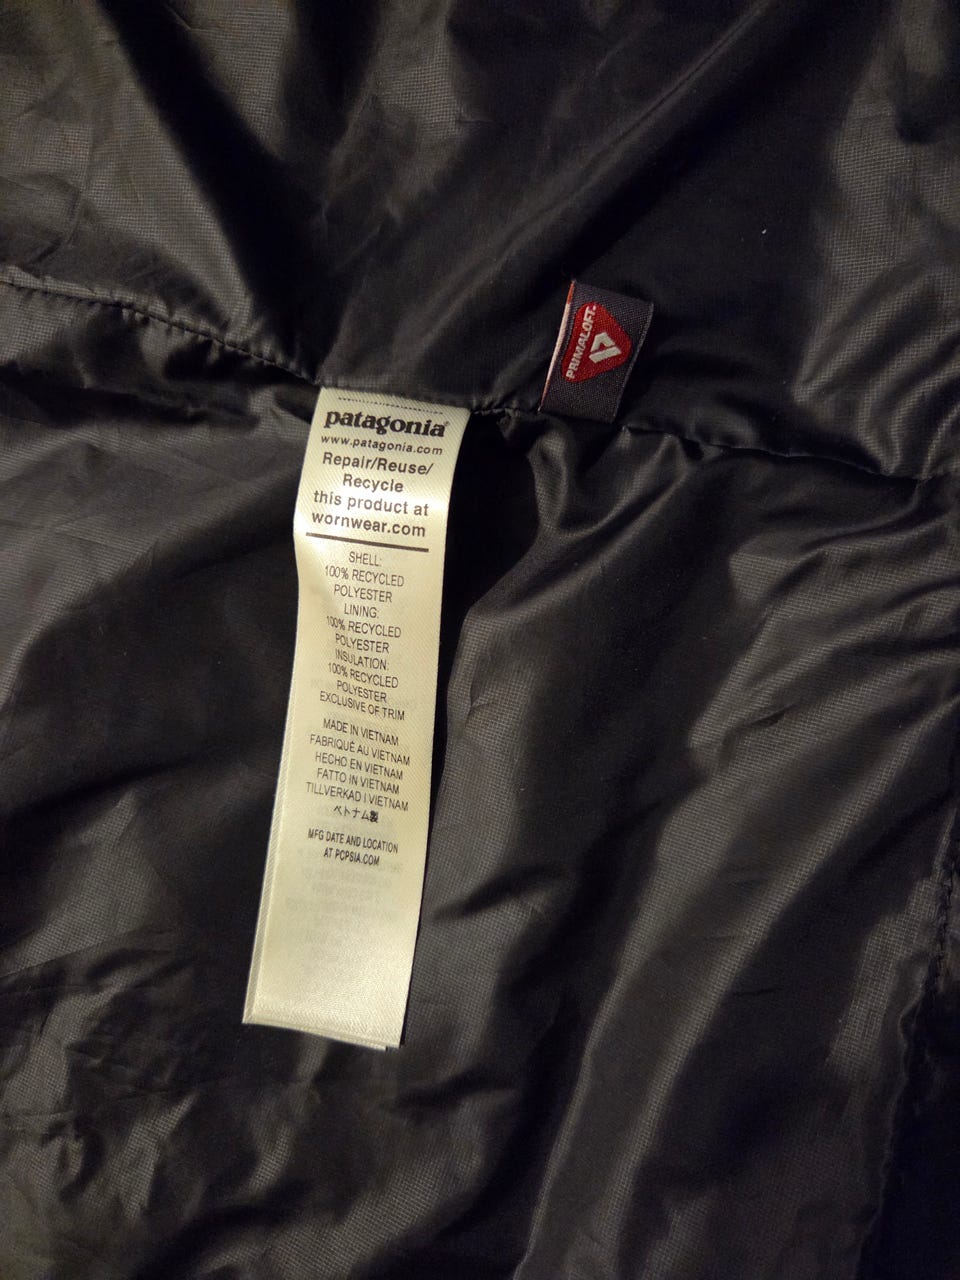 PRIMALOFT
patagonia®
www.patagonia.com
Repair/Reuse/
Recycle
this product at
wornwear.com
SHELL:
100% RECYCLED
POLYESTER
LINING:
100% RECYCLED
POLYESTER
INSULATION:
100% RECYCLED
POLYESTER
EXCLUSIVE OF TRIM
MADE IN VIETNAM
FABRIQUÉ AU VIETNAM
HECHO EN VIETNAM
FATTO IN VIETNAM
TILLVERKAD I VIETNAM
ベトナム製
MFG DATE AND LOCATION
AT PCPSIA.COM